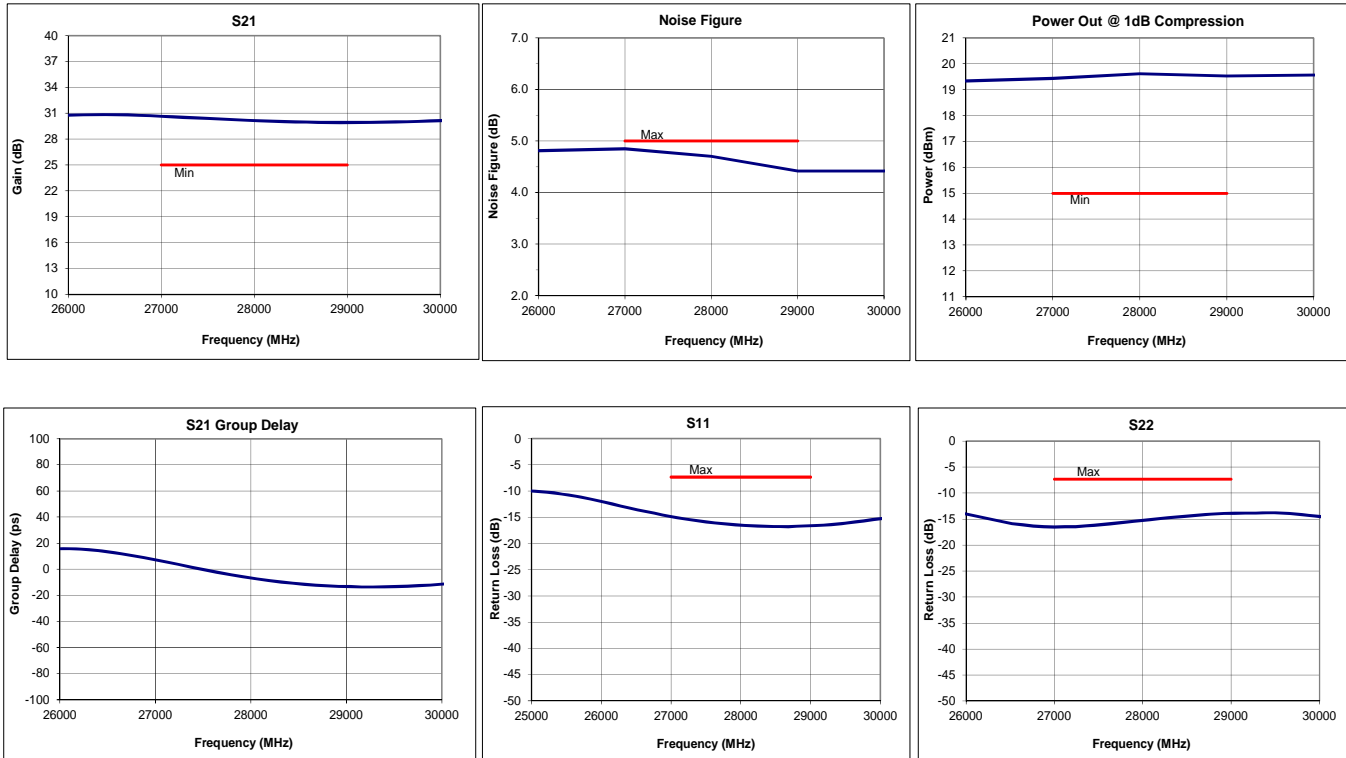 S21
40
37
34
31
28
25
22
19
16
13
10
Gain (dB)
Min
26000 27000 28000 29000 30000
Frequency (MHz)
Noise Figure
7.0
6.0
5.0
4.0
3.0
2.0
Noise Figure (dB)
Max
26000 27000 28000 29000 30000
Frequency (MHz)
Power Out @ 1dB Compression
21
20
19
18
17
16
15
14
13
12
11
Power (dBm)
Min
26000 27000 28000 29000 30000
Frequency (MHz)
S21 Group Delay
100
80
60
40
20
0
-20
-40
-60
-80
-100
Group Delay (ps)
26000 27000 28000 29000 30000
Frequency (MHz)
S11
0
-5
-10
-15
-20
-25
-30
-35
-40
-45
-50
Return Loss (dB)
Max
25000 26000 27000 28000 29000 30000
Frequency (MHz)
S22
0
-5
-10
-15
-20
-25
-30
-35
-40
-45
-50
Return Loss (dB)
Max
26000 27000 28000 29000 30000
Frequency (MHz)